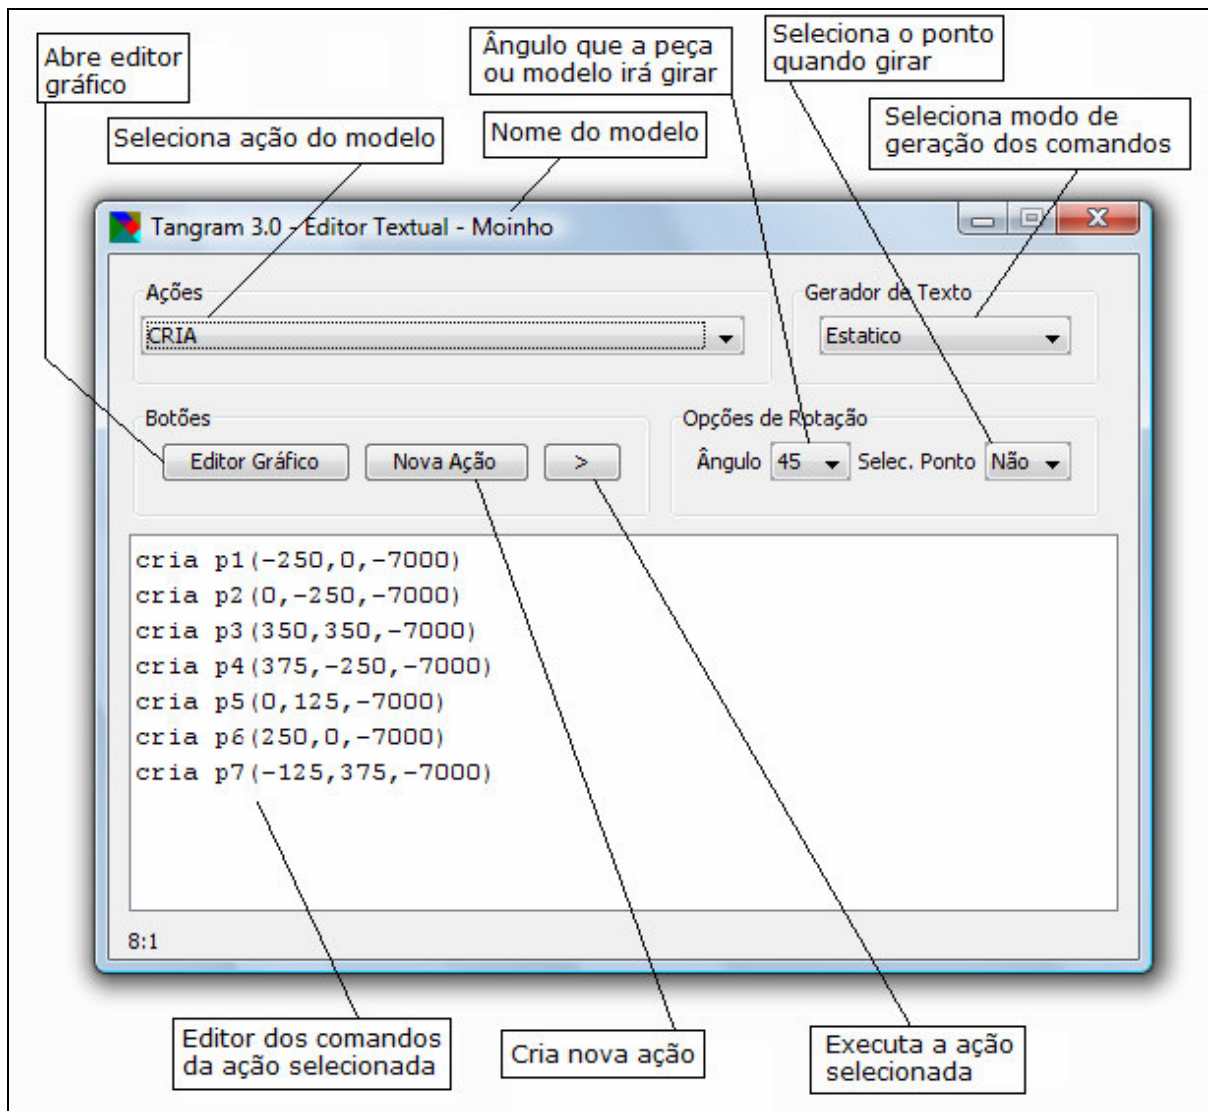 Abre editor
gráfico
Seleciona ação do modelo
Ângulo que a peça
ou modelo irá girar
Nome do modelo
Seleciona o ponto
quando girar
Seleciona modo de
geração dos comandos
Tangram 3.0 - Editor Textual - Moinho
Ações
CRIA
Gerador de Texto
Estatico
Botões
Editor Gráfico
Nova Ação
>
Opções de Rotação
Ângulo 45 Selec. Ponto Não
cria p1(-250,0,-7000)
cria p2(0,-250,-7000)
cria p3(350,350,-7000)
cria p4(375,-250,-7000)
cria p5(0,125,-7000)
cria p6(250,0,-7000)
cria p7(-125,375,-7000)
8:1
Editor dos comandos
da ação selecionada
Cria nova ação
Executa a ação
selecionada